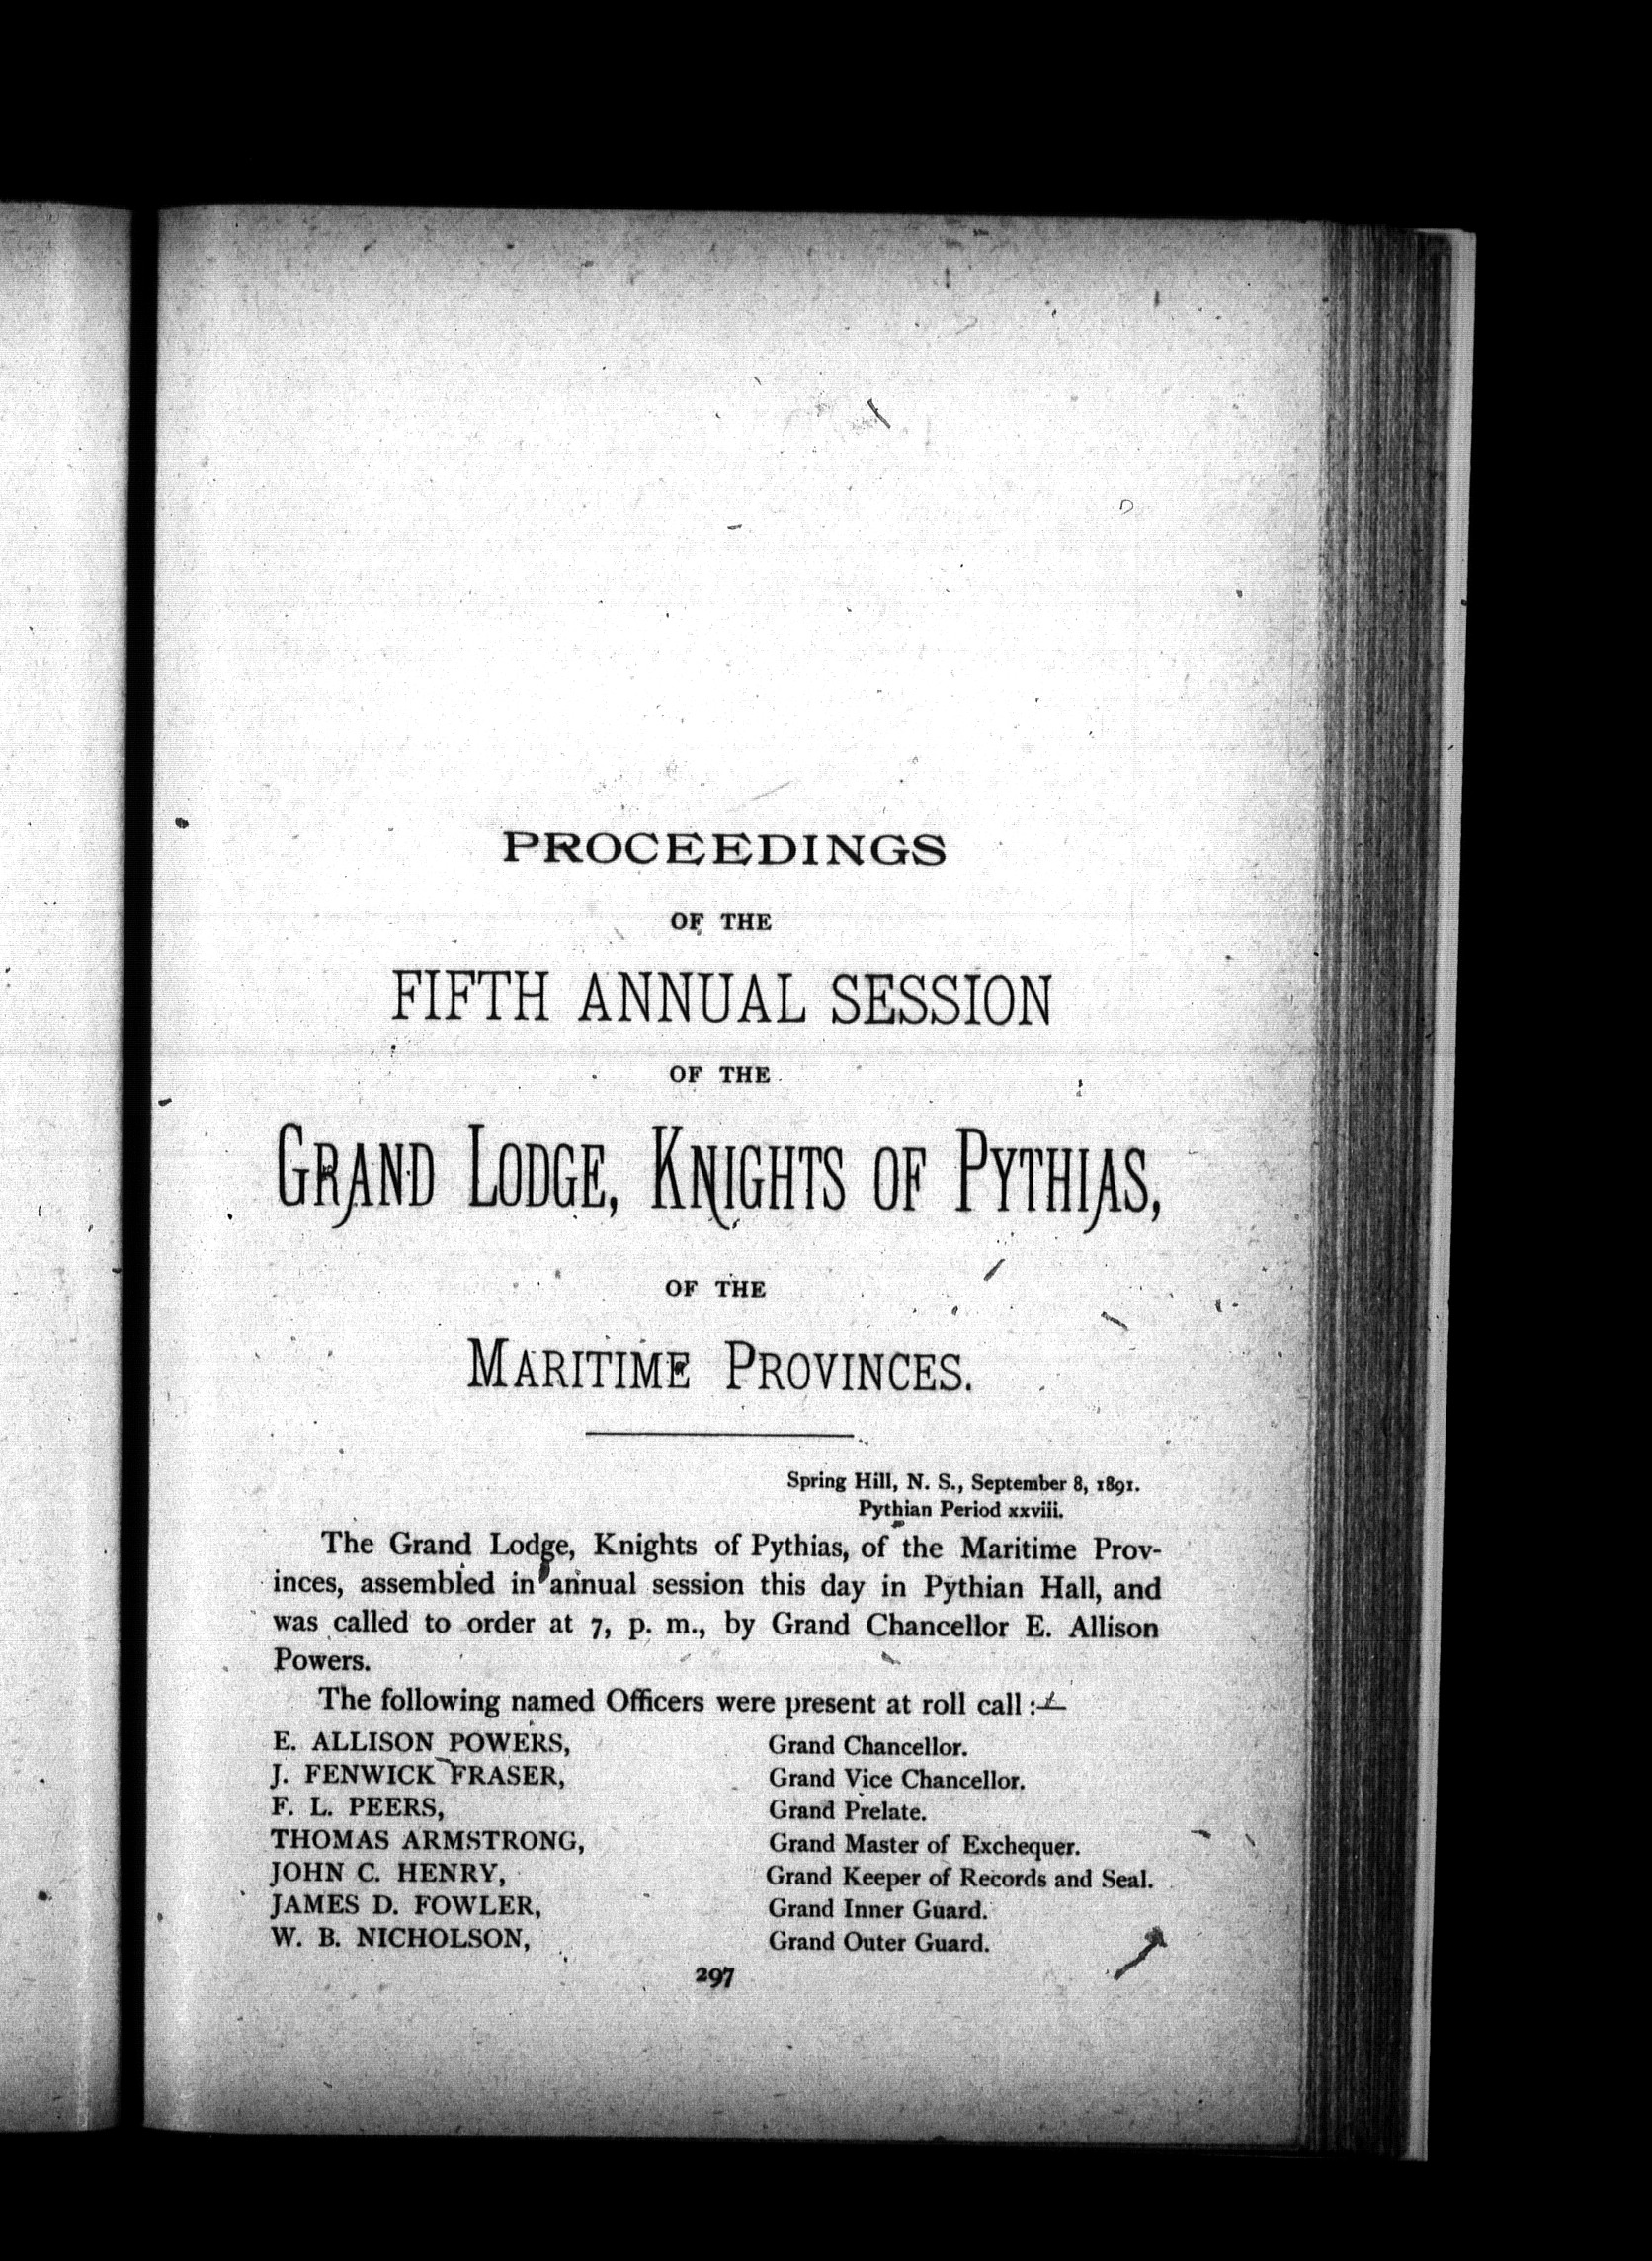 PROCEEDINGS
OF THE
FIFTH ANNUAL SESSION
OF THE
GRAND LODGE, KNIGHTS OF PYTHIAS,
OF THE
MARITIME PROVINCES.
Spring Hill, N. S., September 8, 1891.
Pythian Period xxviii.
The Grand Lodge, Knights of Pythias, of the Maritime Prov-
inces, assembled in annual session this day in Pythian Hall, and
was called to order at 7, p. m., by Grand Chancellor E. Allison
Powers.
The following named Officers were present at roll call :—
E. ALLISON POWERS, Grand Chancellor.
J. FENWICK FRASER, Grand Vice Chancellor.
F. L. PEERS, Grand Prelate.
THOMAS ARMSTRONG, Grand Master of Exchequer.
JOHN C. HENRY, Grand Keeper of Records and Seal.
JAMES D. FOWLER, Grand Inner Guard.
W. B. NICHOLSON, Grand Outer Guard.
297